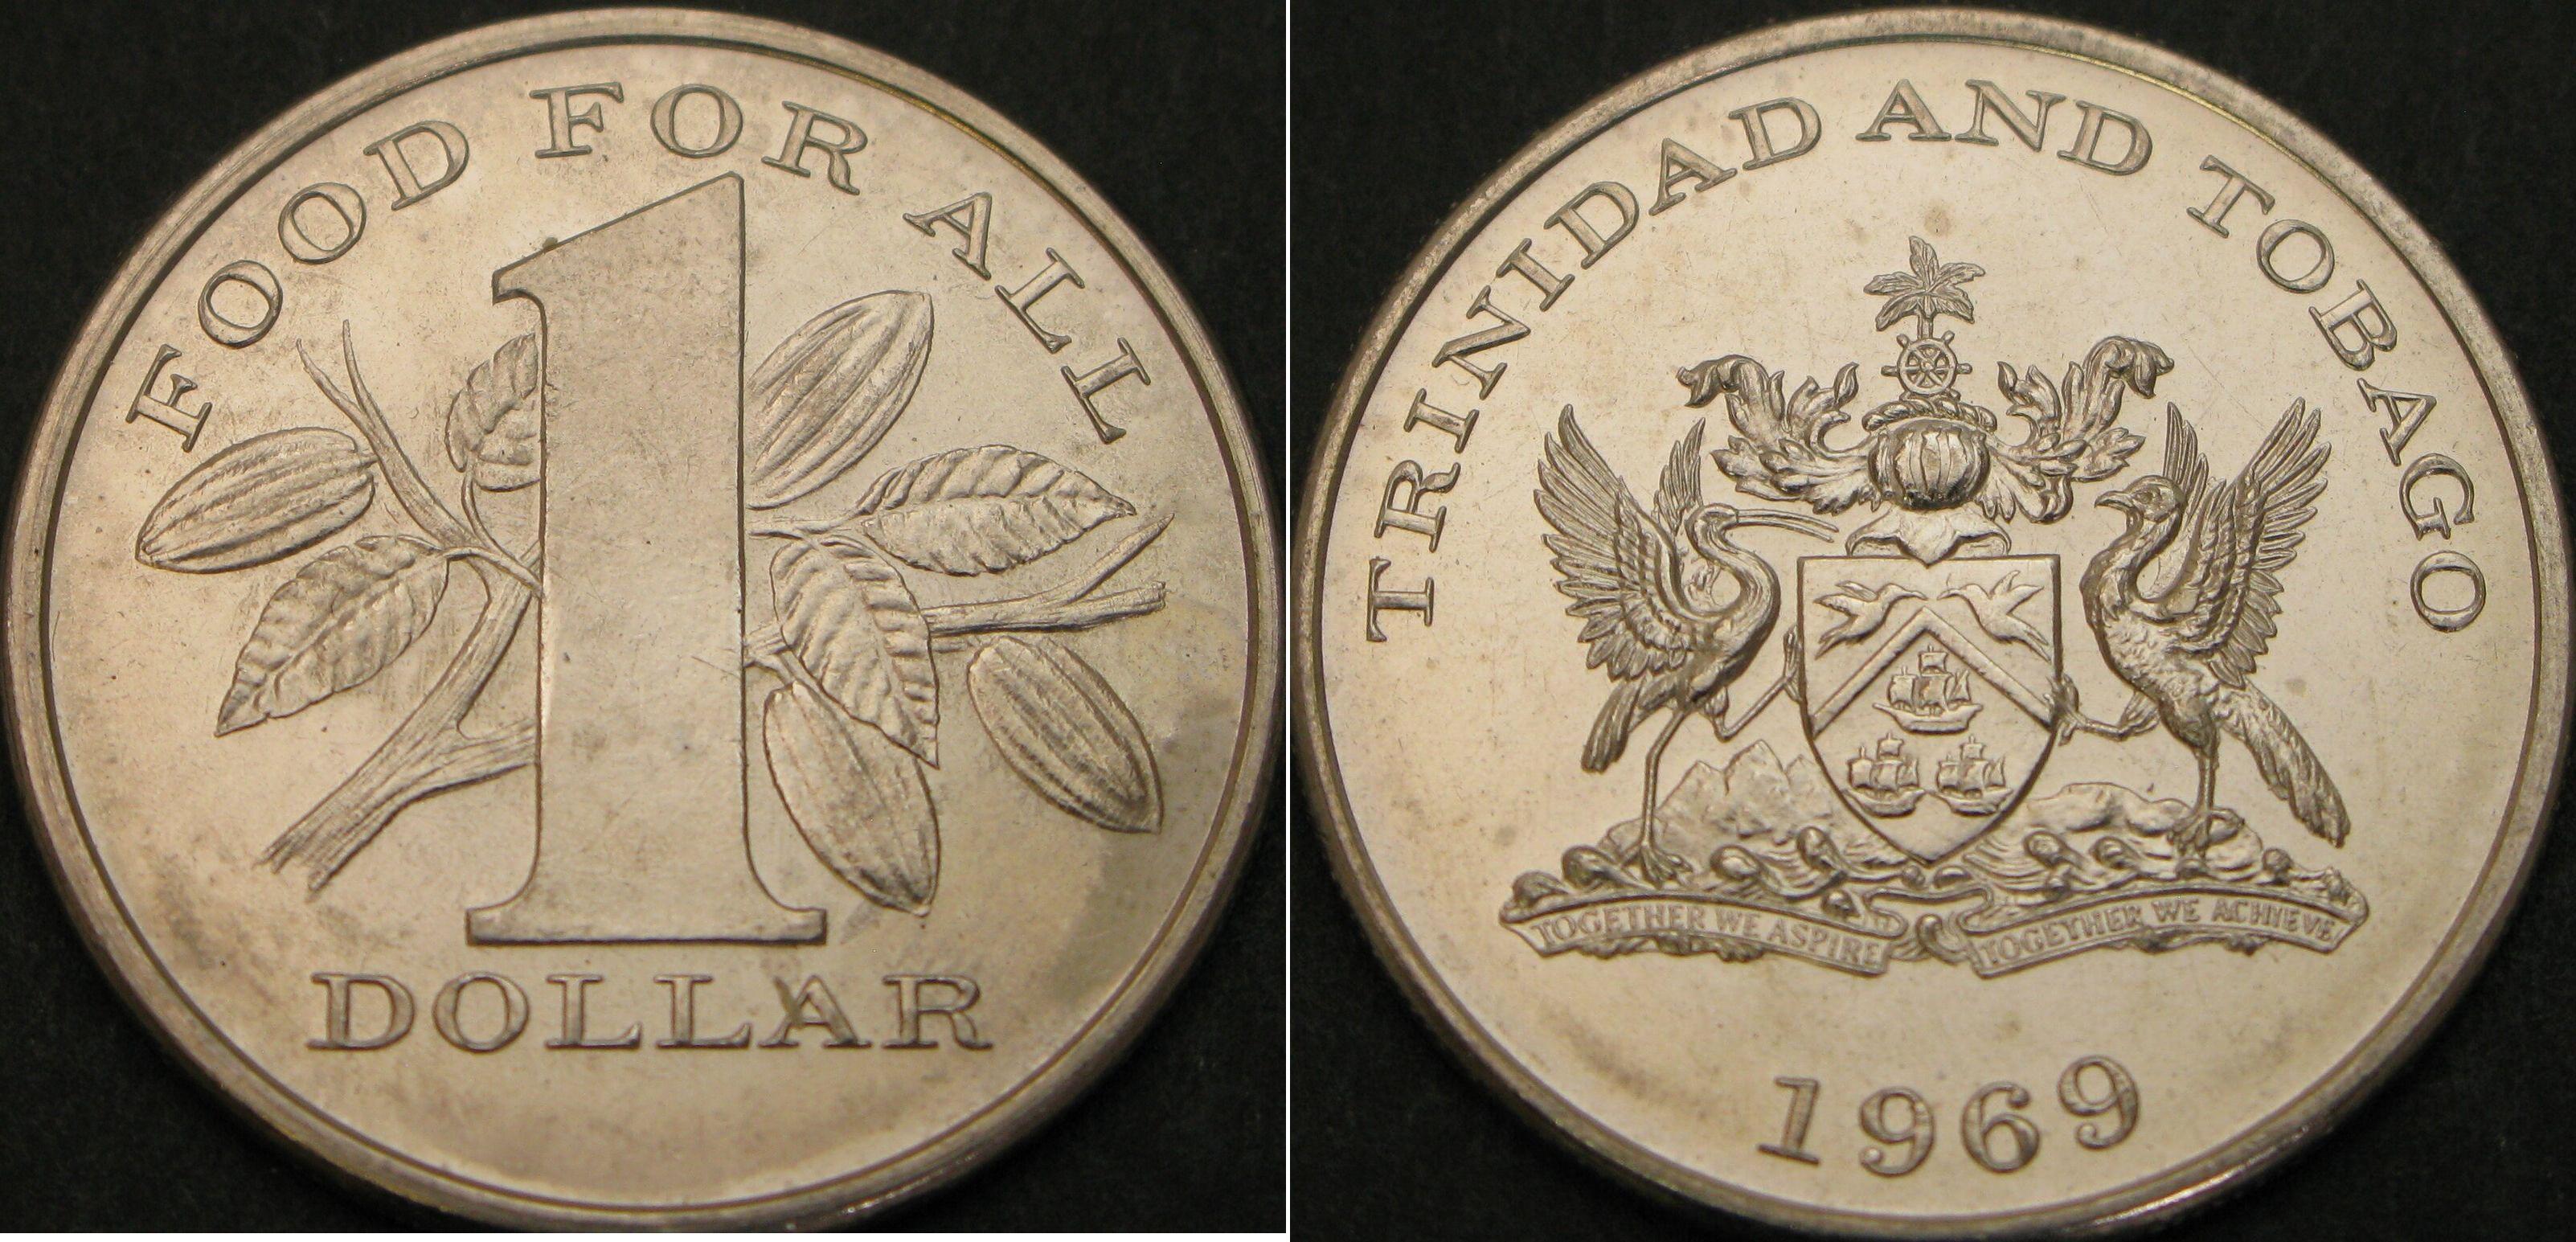 FOOD FOR ALL
1
DOLLAR
TRINIDAD AND TOBAGO
TOGETHER WE ASPIRE TOGETHER WE ACHIEVE
1969